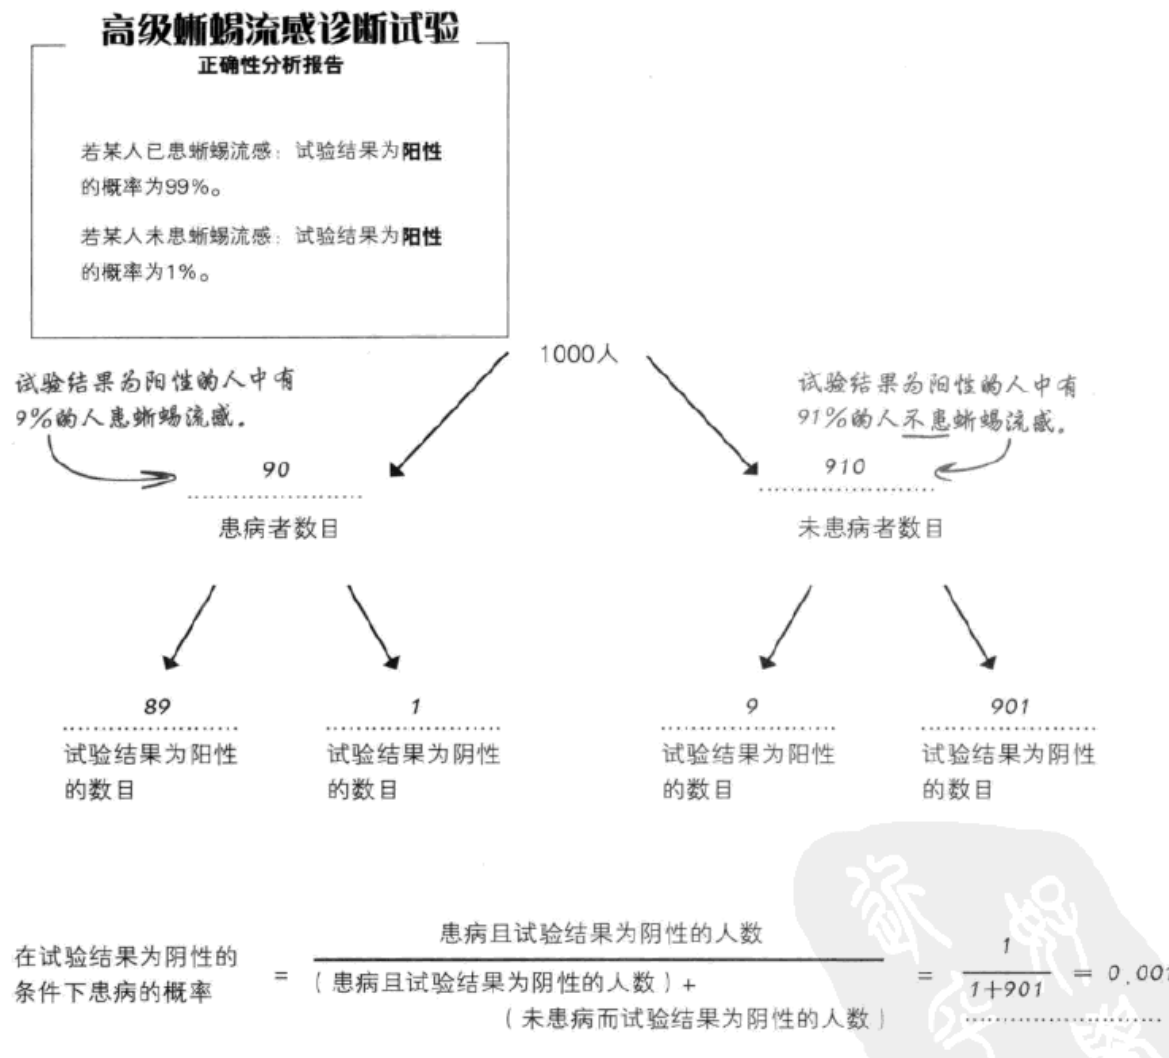 高级蜥蜴流感诊断试验
正确性分析报告
若某人已患蜥蜴流感：试验结果为阳性
的概率为99%。
若某人未患蜥蜴流感：试验结果为阳性
的概率为1%。
1000人
试验结果为阳性的人中有
9%的人患蜥蜴流感。
试验结果为阳性的人中有
91%的人不患蜥蜴流感。
90
患病者数目
910
未患病者数目
89
试验结果为阳性
的数目
1
试验结果为阴性
的数目
9
试验结果为阳性
的数目
901
试验结果为阴性
的数目
在试验结果为阴性的
条件下患病的概率
=
患病且试验结果为阴性的人数
（患病且试验结果为阴性的人数）+
（未患病而试验结果为阴性的人数）
=
1
1+901
= 0.001